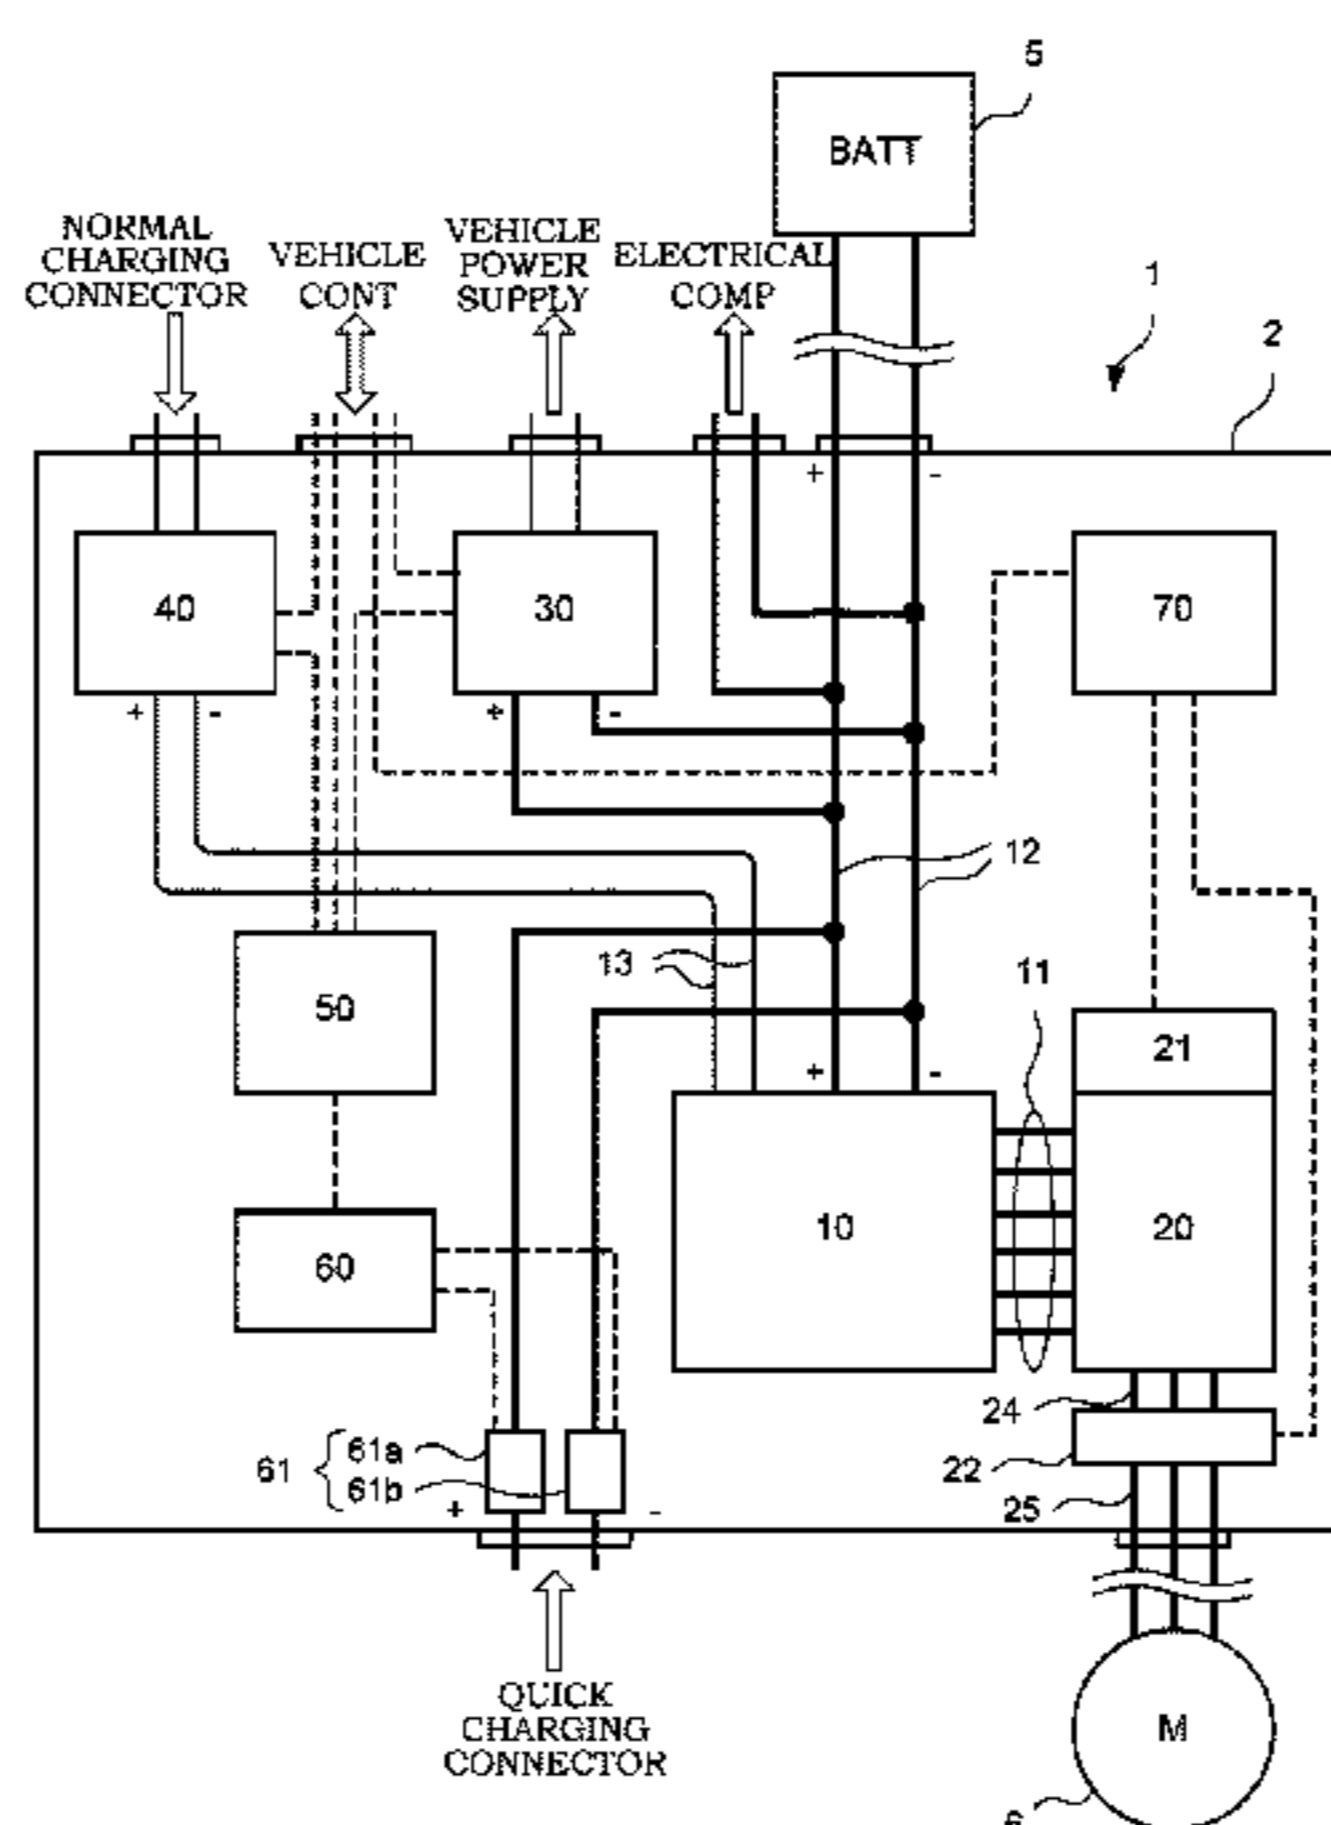 5
BATT
NORMAL
CHARGING
CONNECTOR
VEHICLE
CONT
VEHICLE
POWER
SUPPLY
ELECTRICAL
COMP
1
2
+ -
40
30
70
+ -
+ -
12
13
11
50
21
+ -
10
20
60
24
61
61a
61b
22
25
+ -
QUICK
CHARGING
CONNECTOR
M
6